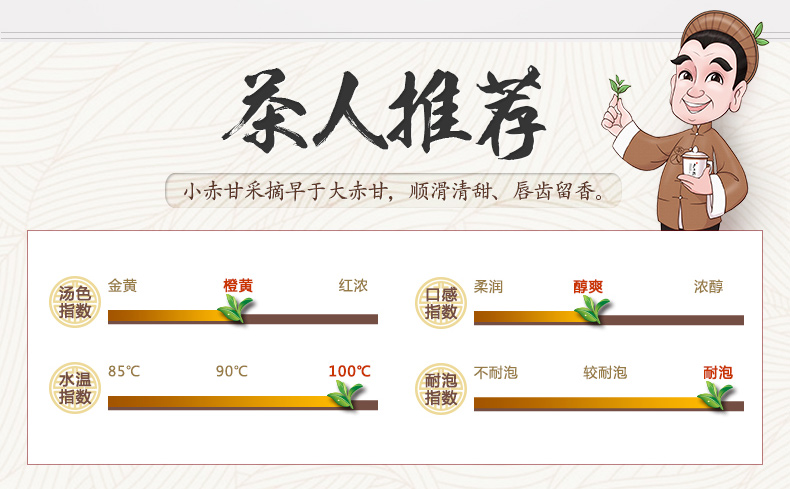 茶人推荐
小赤甘采摘早于大赤甘，顺滑清甜、唇齿留香。
汤色指数
金黄 橙黄 红浓
口感指数
柔润 醇爽 浓醇
水温指数
85℃ 90℃ 100℃
耐泡指数
不耐泡 较耐泡 耐泡